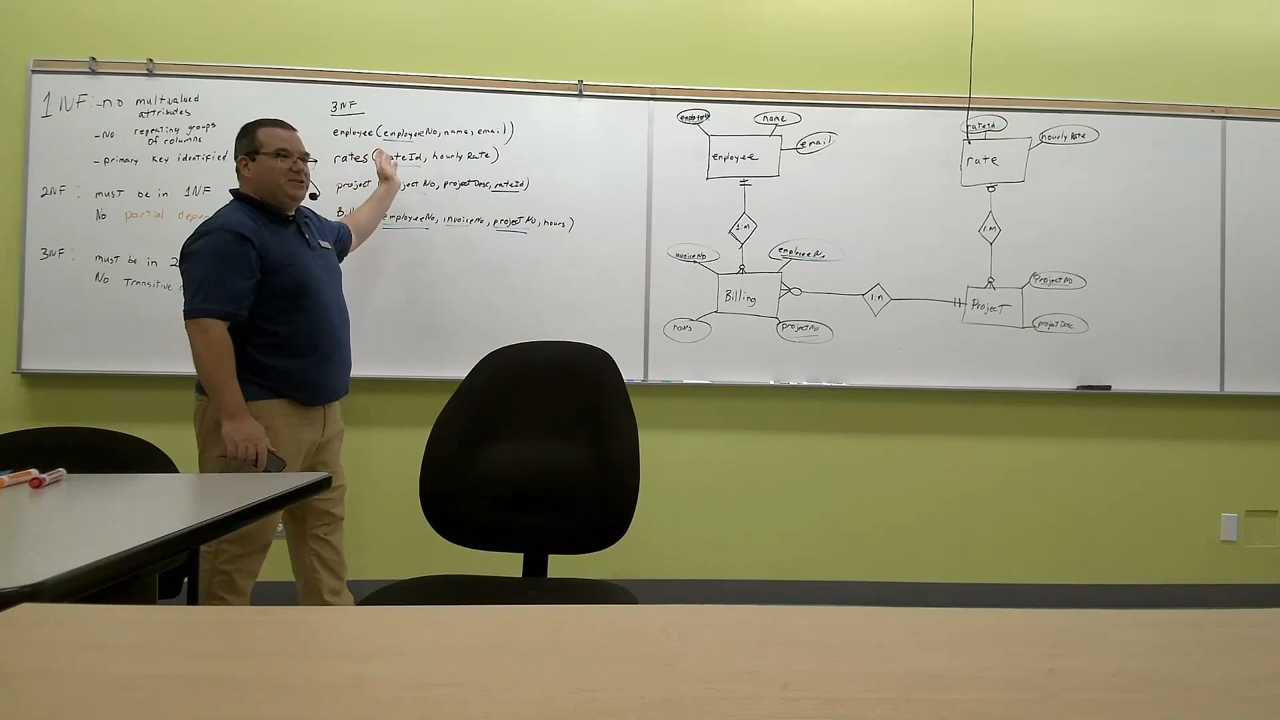 1NF: -no multivalued
attributes
-No repeating groups
of columns
-primary key identified
2NF: must be in 1NF
No partial
3NF: must be in 2
No Transitive
3NF
employee(employeeNo, name, email)
rates (rateId, hourly Rate)
project No, projectDesc, rateId)
employeeNo, invoiceNo, projectNo, hours)
name
employee
email
1:M
invoiceNo
employeeNo
Billing
hours
projectNo
1:n
rateId
hourly Rate
rate
1:M
ProjectNo
ProjecT
projectDesc